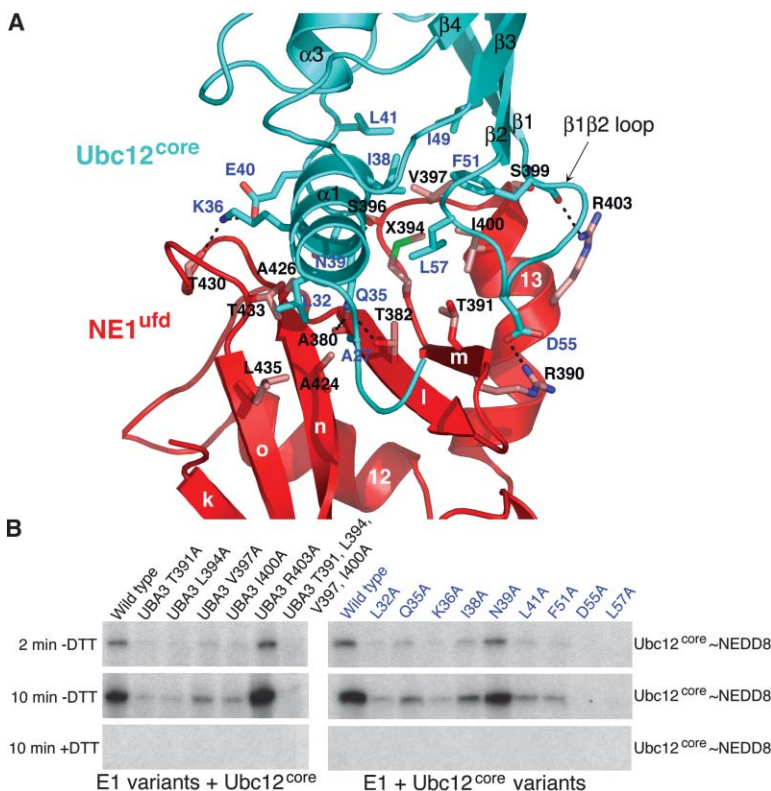 A
α3
β4
β3
L41
I49
β1
β2
β1β2 loop
Ubc12core
I38
F51
S399
E40
V397
R403
α1
K36
S396
X394
I400
N39
L57
13
T430
A426
T433
L32
Q35
T391
NE1ufd
T382
A380
D55
A27
m
R390
L435
A424
l
n
o
12
k
B
Wild type
UBA3 T391A
UBA3 L394A
UBA3 V397A
UBA3 I400A
UBA3 R403A
UBA3 T391, L394,
V397, I400A
Wild type
L32A
Q35A
K36A
I38A
N39A
L41A
F51A
D55A
L57A
2 min -DTT
Ubc12core~NEDD8
10 min -DTT
Ubc12core~NEDD8
10 min +DTT
Ubc12core~NEDD8
E1 variants + Ubc12core
E1 + Ubc12core variants